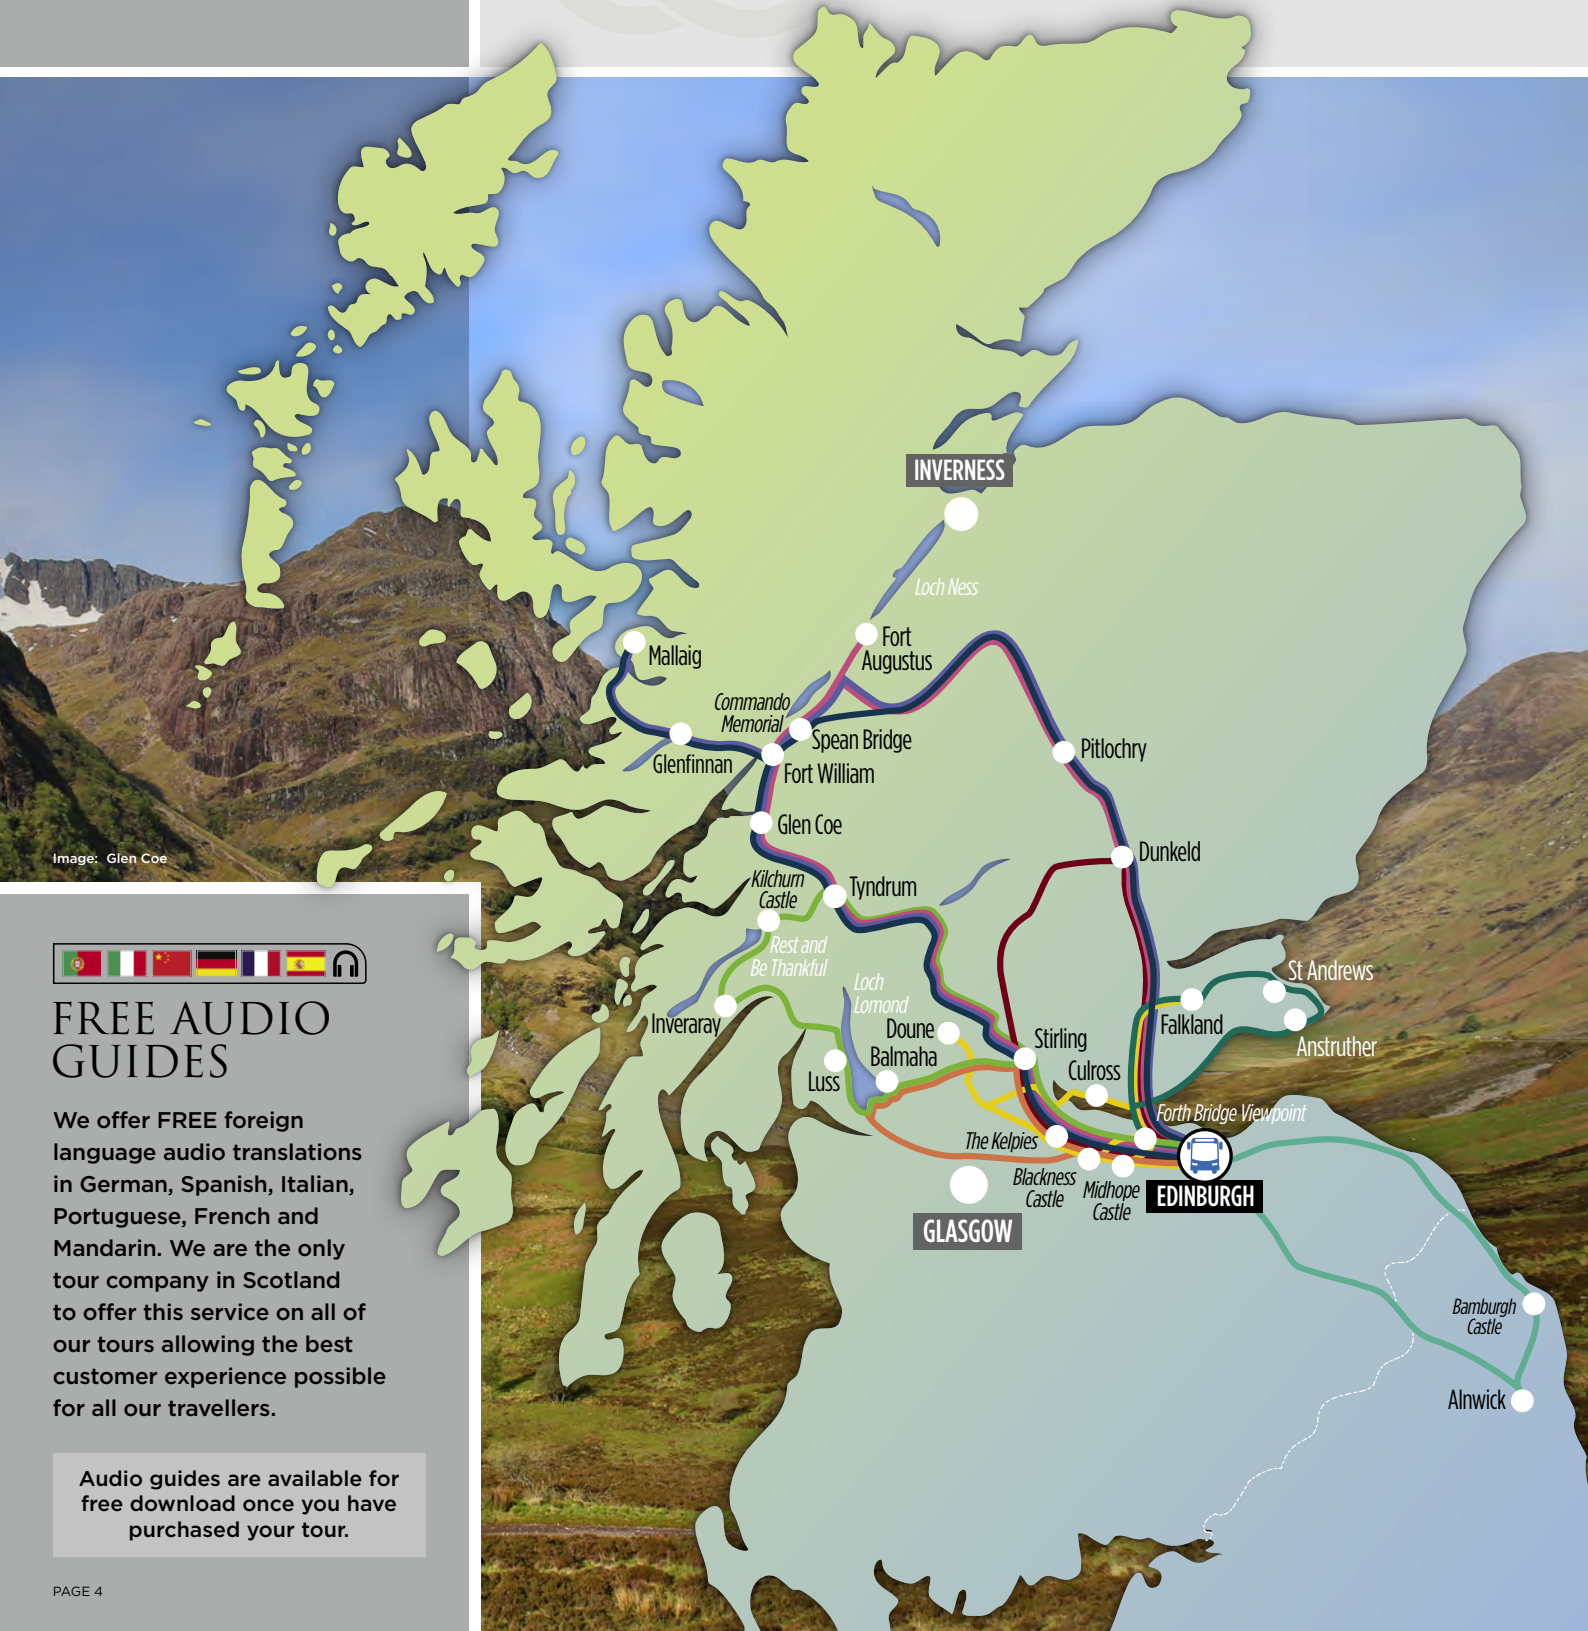 INVERNESS
Loch Ness
Fort
Augustus
Mallaig
Commando
Memorial
Spean Bridge
Glenfinnan
Fort William
Pitlochry
Glen Coe
Dunkeld
Kilchurn
Castle
Tyndrum
Rest and
Be Thankful
Loch
Lomond
Inveraray
Doune
Balmaha
Luss
Stirling
Culross
St Andrews
Falkland
Anstruther
Forth Bridge Viewpoint
The Kelpies
Blackness
Castle
Midhope
Castle
EDINBURGH
GLASGOW
Bamburgh
Castle
Alnwick
Image: Glen Coe
FREE AUDIO
GUIDES
We offer FREE foreign
language audio translations
in German, Spanish, Italian,
Portuguese, French and
Mandarin. We are the only
tour company in Scotland
to offer this service on all of
our tours allowing the best
customer experience possible
for all our travellers.
Audio guides are available for
free download once you have
purchased your tour.
PAGE 4